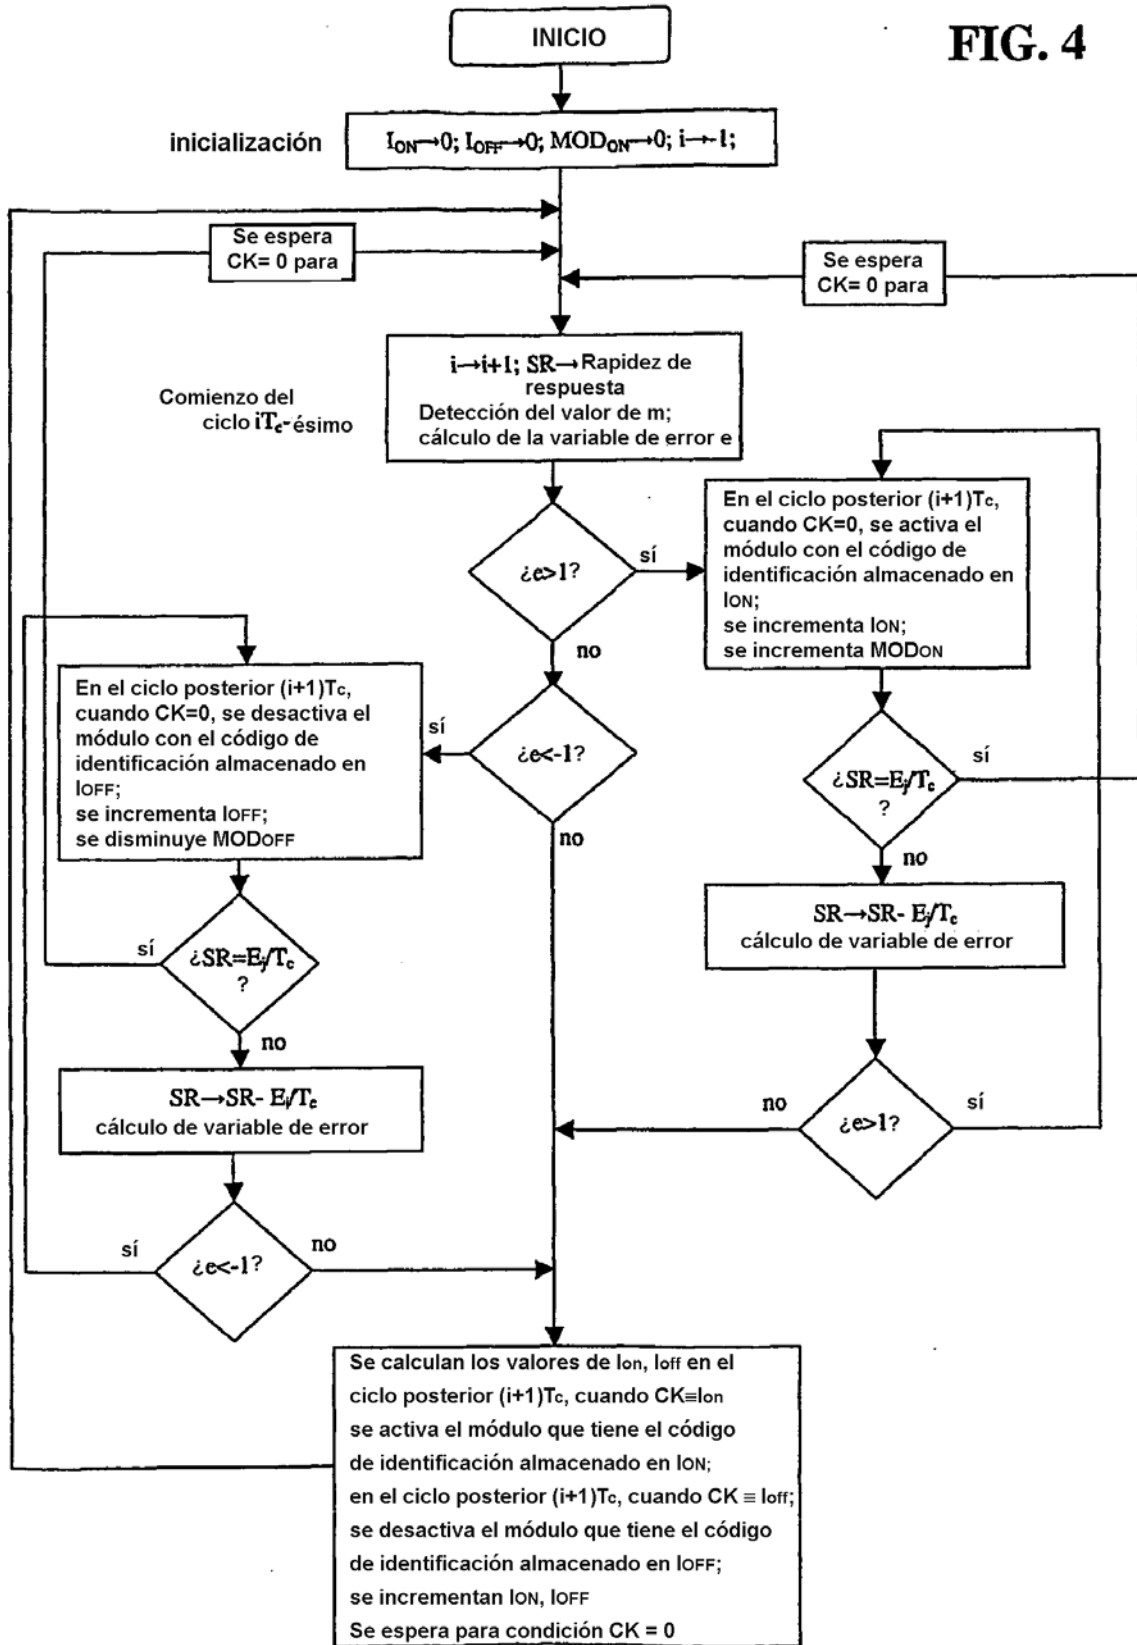 INICIO
FIG. 4
inicialización
I_ON→0; I_OFF→0; MOD_ON→0; i→-1;
Se espera
CK= 0 para
Se espera
CK= 0 para
i→i+1; SR→Rapidez de
respuesta
Detección del valor de m;
cálculo de la variable de error e
Comienzo del
ciclo iTc-ésimo
¿e>1?
sí
no
En el ciclo posterior (i+1)Tc,
cuando CK=0, se activa el
módulo con el código de
identificación almacenado en
ION;
se incrementa ION;
se incrementa MODON
¿SR=Ej/Tc
?
sí
no
SR→SR- Ej/Tc
cálculo de variable de error
¿e>1?
no
sí
¿e<-1?
sí
no
En el ciclo posterior (i+1)Tc,
cuando CK=0, se desactiva el
módulo con el código de
identificación almacenado en
IOFF;
se incrementa IOFF;
se disminuye MODOFF
¿SR=Ej/Tc
?
sí
no
SR→SR- Ej/Tc
cálculo de variable de error
¿e<-1?
sí
no
Se calculan los valores de Ion, Ioff en el
ciclo posterior (i+1)Tc, cuando CK≡Ion
se activa el módulo que tiene el código
de identificación almacenado en ION;
en el ciclo posterior (i+1)Tc, cuando CK ≡ Ioff;
se desactiva el módulo que tiene el código
de identificación almacenado en IOFF;
se incrementan ION, IOFF
Se espera para condición CK = 0